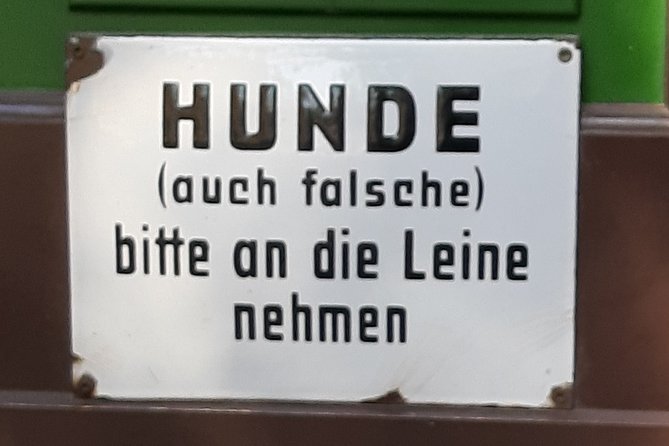 HUNDE
(auch falsche)
bitte an die Leine
nehmen